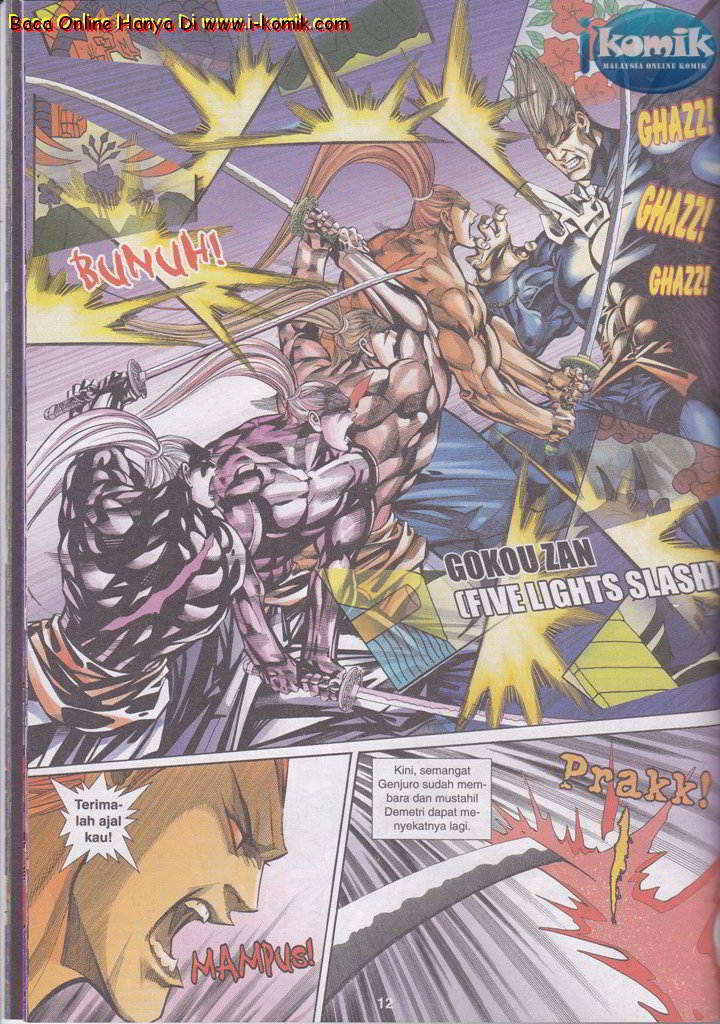 Baca Online Hanya Di www.i-komik.com
ikomik
MALAYSIA ONLINE KOMIK
GHAZZ!
GHAZZ!
GHAZZ!
BUNUH!
GOKOU ZAN
(FIVE LIGHTS SLASH)
Terima-
lah ajal
kau!
MAMPUS!
Kini, semangat
Genjuro sudah mem-
bara dan mustahil
Demetri dapat me-
nyekatnya lagi.
Prakk!
12